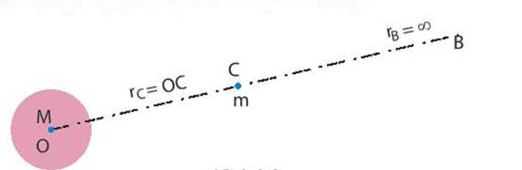 r_B = ∞
B
C
r_C = OC
m
M
O